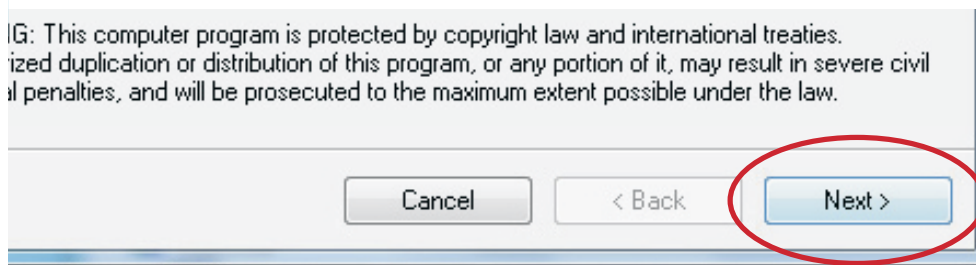 IG: This computer program is protected by copyright law and international treaties.
rized duplication or distribution of this program, or any portion of it, may result in severe civil
al penalties, and will be prosecuted to the maximum extent possible under the law.
Cancel < Back Next >